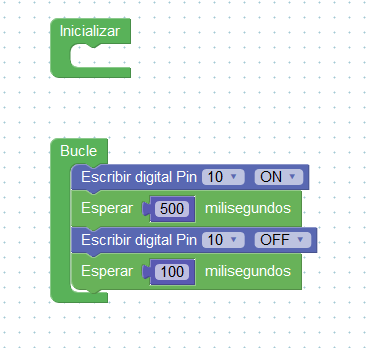 Inicializar
Bucle
Escribir digital Pin 10 ON
Esperar 500 milisegundos
Escribir digital Pin 10 OFF
Esperar 100 milisegundos